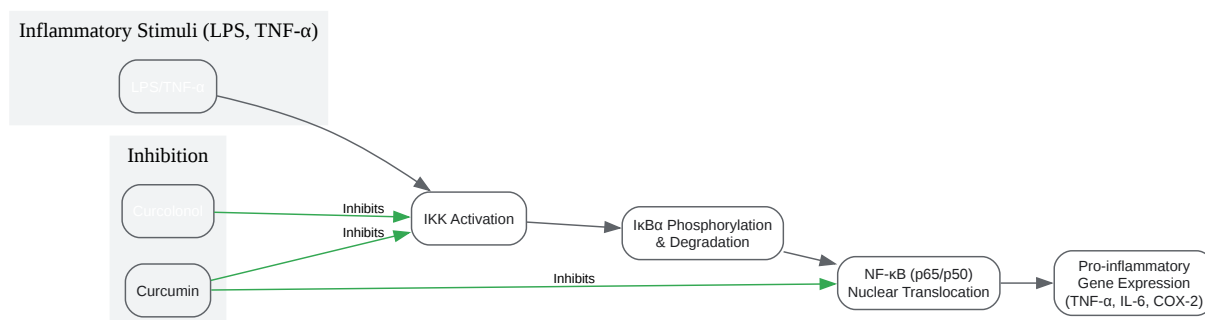 Inflammatory Stimuli (LPS, TNF-α)
LPS/TNF-α
Inhibition
Curcolonol
Inhibits
Inhibits
Curcumin
Inhibits
IKK Activation
IκBα Phosphorylation
& Degradation
NF-κB (p65/p50)
Nuclear Translocation
Pro-inflammatory
Gene Expression
(TNF-α, IL-6, COX-2)